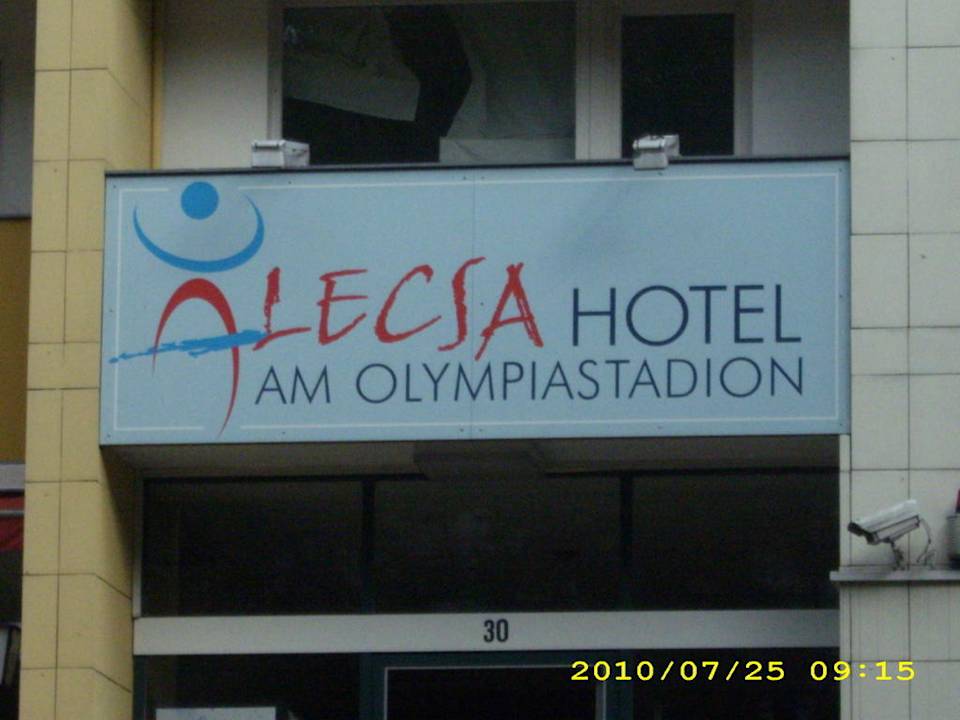 ALECSA HOTEL
AM OLYMPIASTADION
30
2010/07/25 09:15